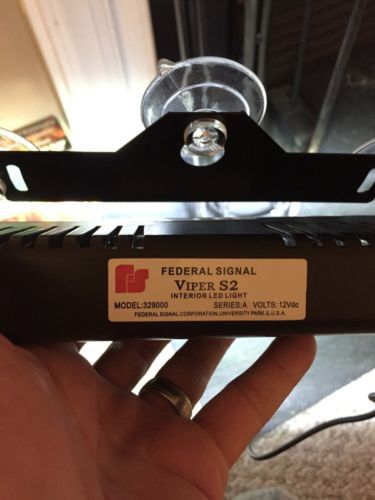 FEDERAL SIGNAL
VIPER S2
INTERIOR LED LIGHT
MODEL:329000 SERIES:A VOLTS: 12Vdc
FEDERAL SIGNAL CORPORATION,UNIVERSITY PARK,IL U.S.A.